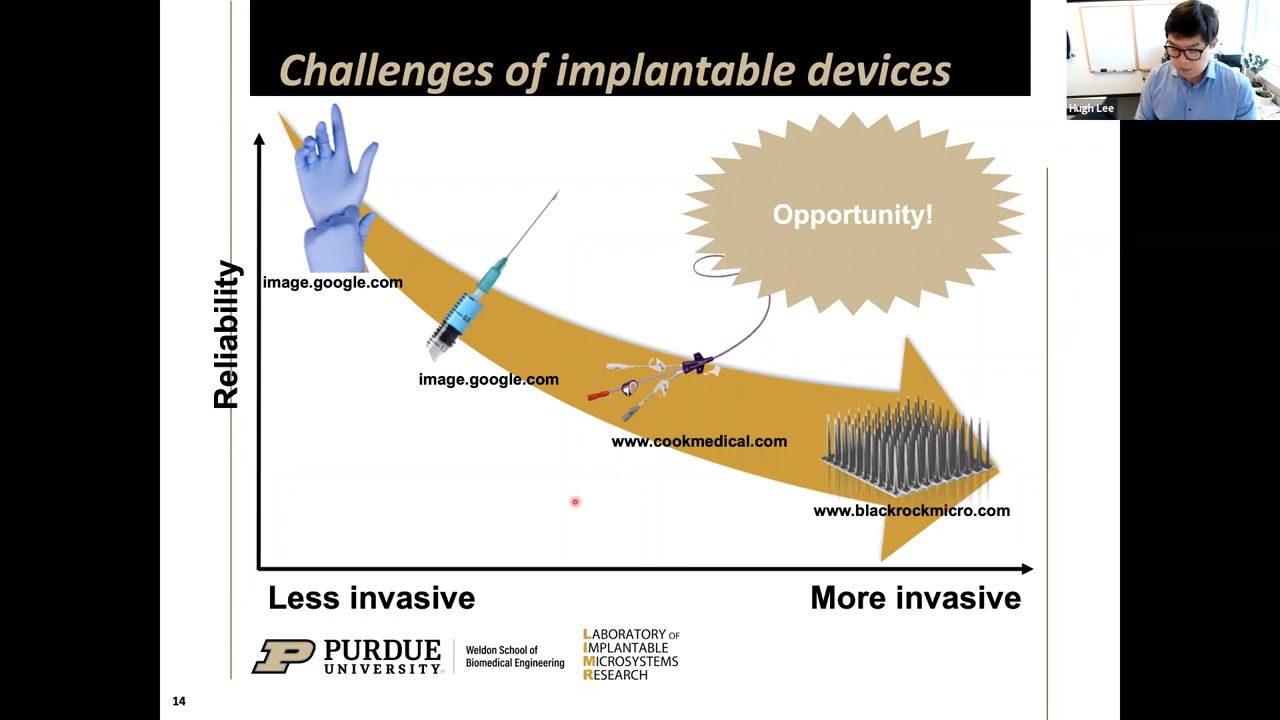 Challenges of implantable devices
Hugh Lee
Opportunity!
Reliability
image.google.com
image.google.com
www.cookmedical.com
www.blackrockmicro.com
Less invasive
More invasive
PURDUE
UNIVERSITY
Weldon School of
Biomedical Engineering
LABORATORY OF
IMPLANTABLE
MICROSYSTEMS
RESEARCH
14